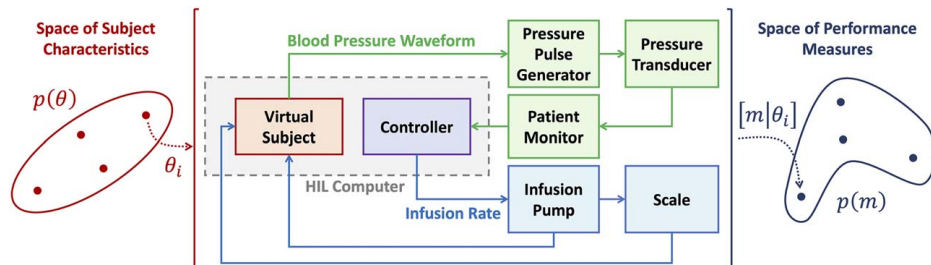 Space of Subject
Characteristics
p(θ)
θᵢ
Blood Pressure Waveform
Pressure
Pulse
Generator
Pressure
Transducer
Virtual
Subject
Controller
Patient
Monitor
HIL Computer
Infusion Rate
Infusion
Pump
Scale
Space of Performance
Measures
[m|θᵢ]
p(m)